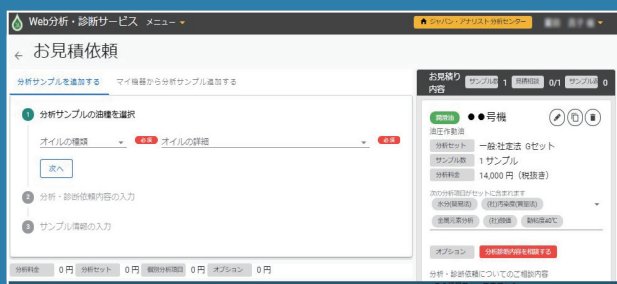 Web分析・診断サービス メニュー
ジャパン・アナリスト分析センター
← お見積依頼
分析サンプルを追加する マイ機器から分析サンプル追加する
1 分析サンプルの油種を選択
オイルの種類 必須 オイルの詳細 必須
次へ
2 分析・診断依頼内容の入力
3 サンプル情報の入力
分析料金 0 円 分析セット 0 円 個別分析項目 0 円 オプション 0 円
お見積り内容 サンプル数 1 見積相談 0/1 0
潤滑油 ●●号機
油圧作動油
分析セット 一般:社定法 Gセット
サンプル数 1 サンプル
分析料金 14,000 円（税抜き）
次の分析項目がセットに含まれます
水分(簡易法) (社)汚染度(質量法)
金属元素分析 (社)酸価 動粘度40℃
オプション 分析診断内容を相談する
分析・診断依頼についてのご相談内容